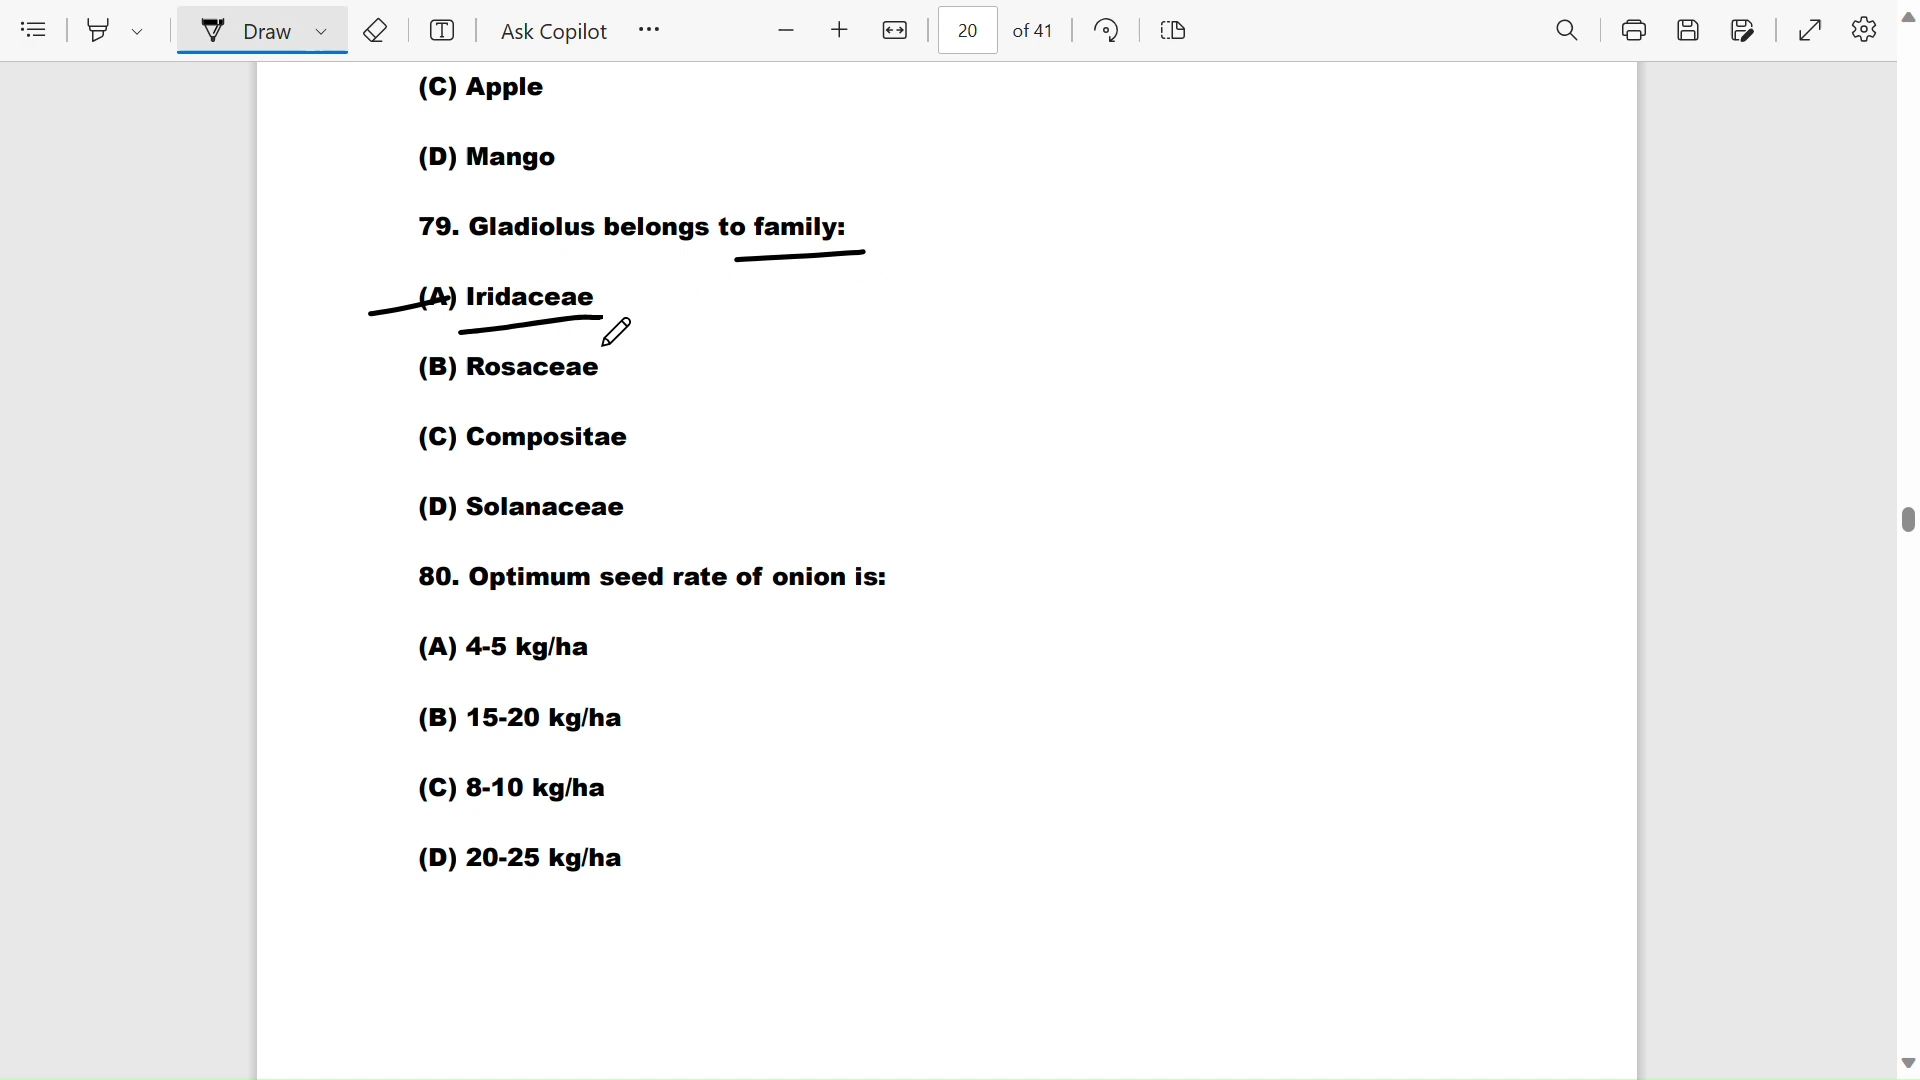 Draw
Ask Copilot
20 of 41
(C) Apple
(D) Mango
79. Gladiolus belongs to family:
(A) Iridaceae
(B) Rosaceae
(C) Compositae
(D) Solanaceae
80. Optimum seed rate of onion is:
(A) 4-5 kg/ha
(B) 15-20 kg/ha
(C) 8-10 kg/ha
(D) 20-25 kg/ha